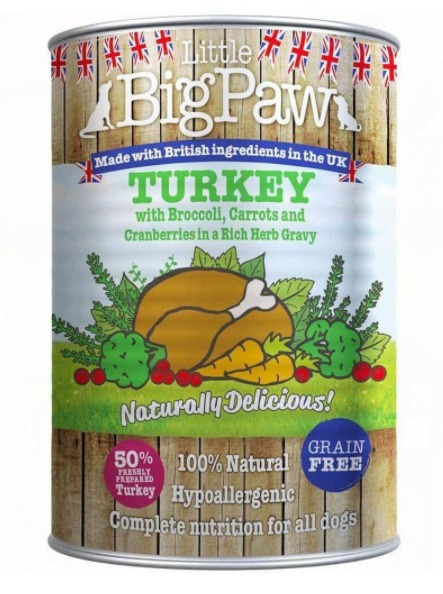 Little
BigPaw
Made with British ingredients in the UK
TURKEY
with Broccoli, Carrots and
Cranberries in a Rich Herb Gravy
Naturally Delicious!
50%
FRESHLY
PREPARED
Turkey
100% Natural
Hypoallergenic
Complete nutrition for all dogs
GRAIN
FREE